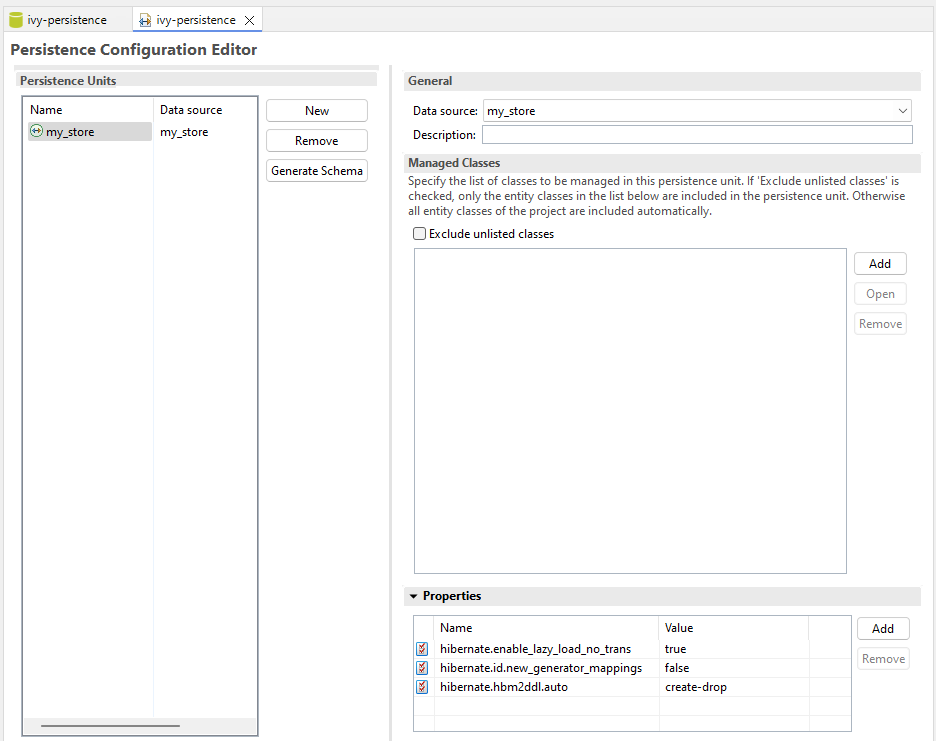 ivy-persistence
ivy-persistence
Persistence Configuration Editor
Persistence Units
Name Data source
my_store my_store
New
Remove
Generate Schema
General
Data source: my_store
Description:
Managed Classes
Specify the list of classes to be managed in this persistence unit. If 'Exclude unlisted classes' is
checked, only the entity classes in the list below are included in the persistence unit. Otherwise
all entity classes of the project are included automatically.
Exclude unlisted classes
Add
Open
Remove
Properties
Name Value
hibernate.enable_lazy_load_no_trans true
hibernate.id.new_generator_mappings false
hibernate.hbm2ddl.auto create-drop
Add
Remove